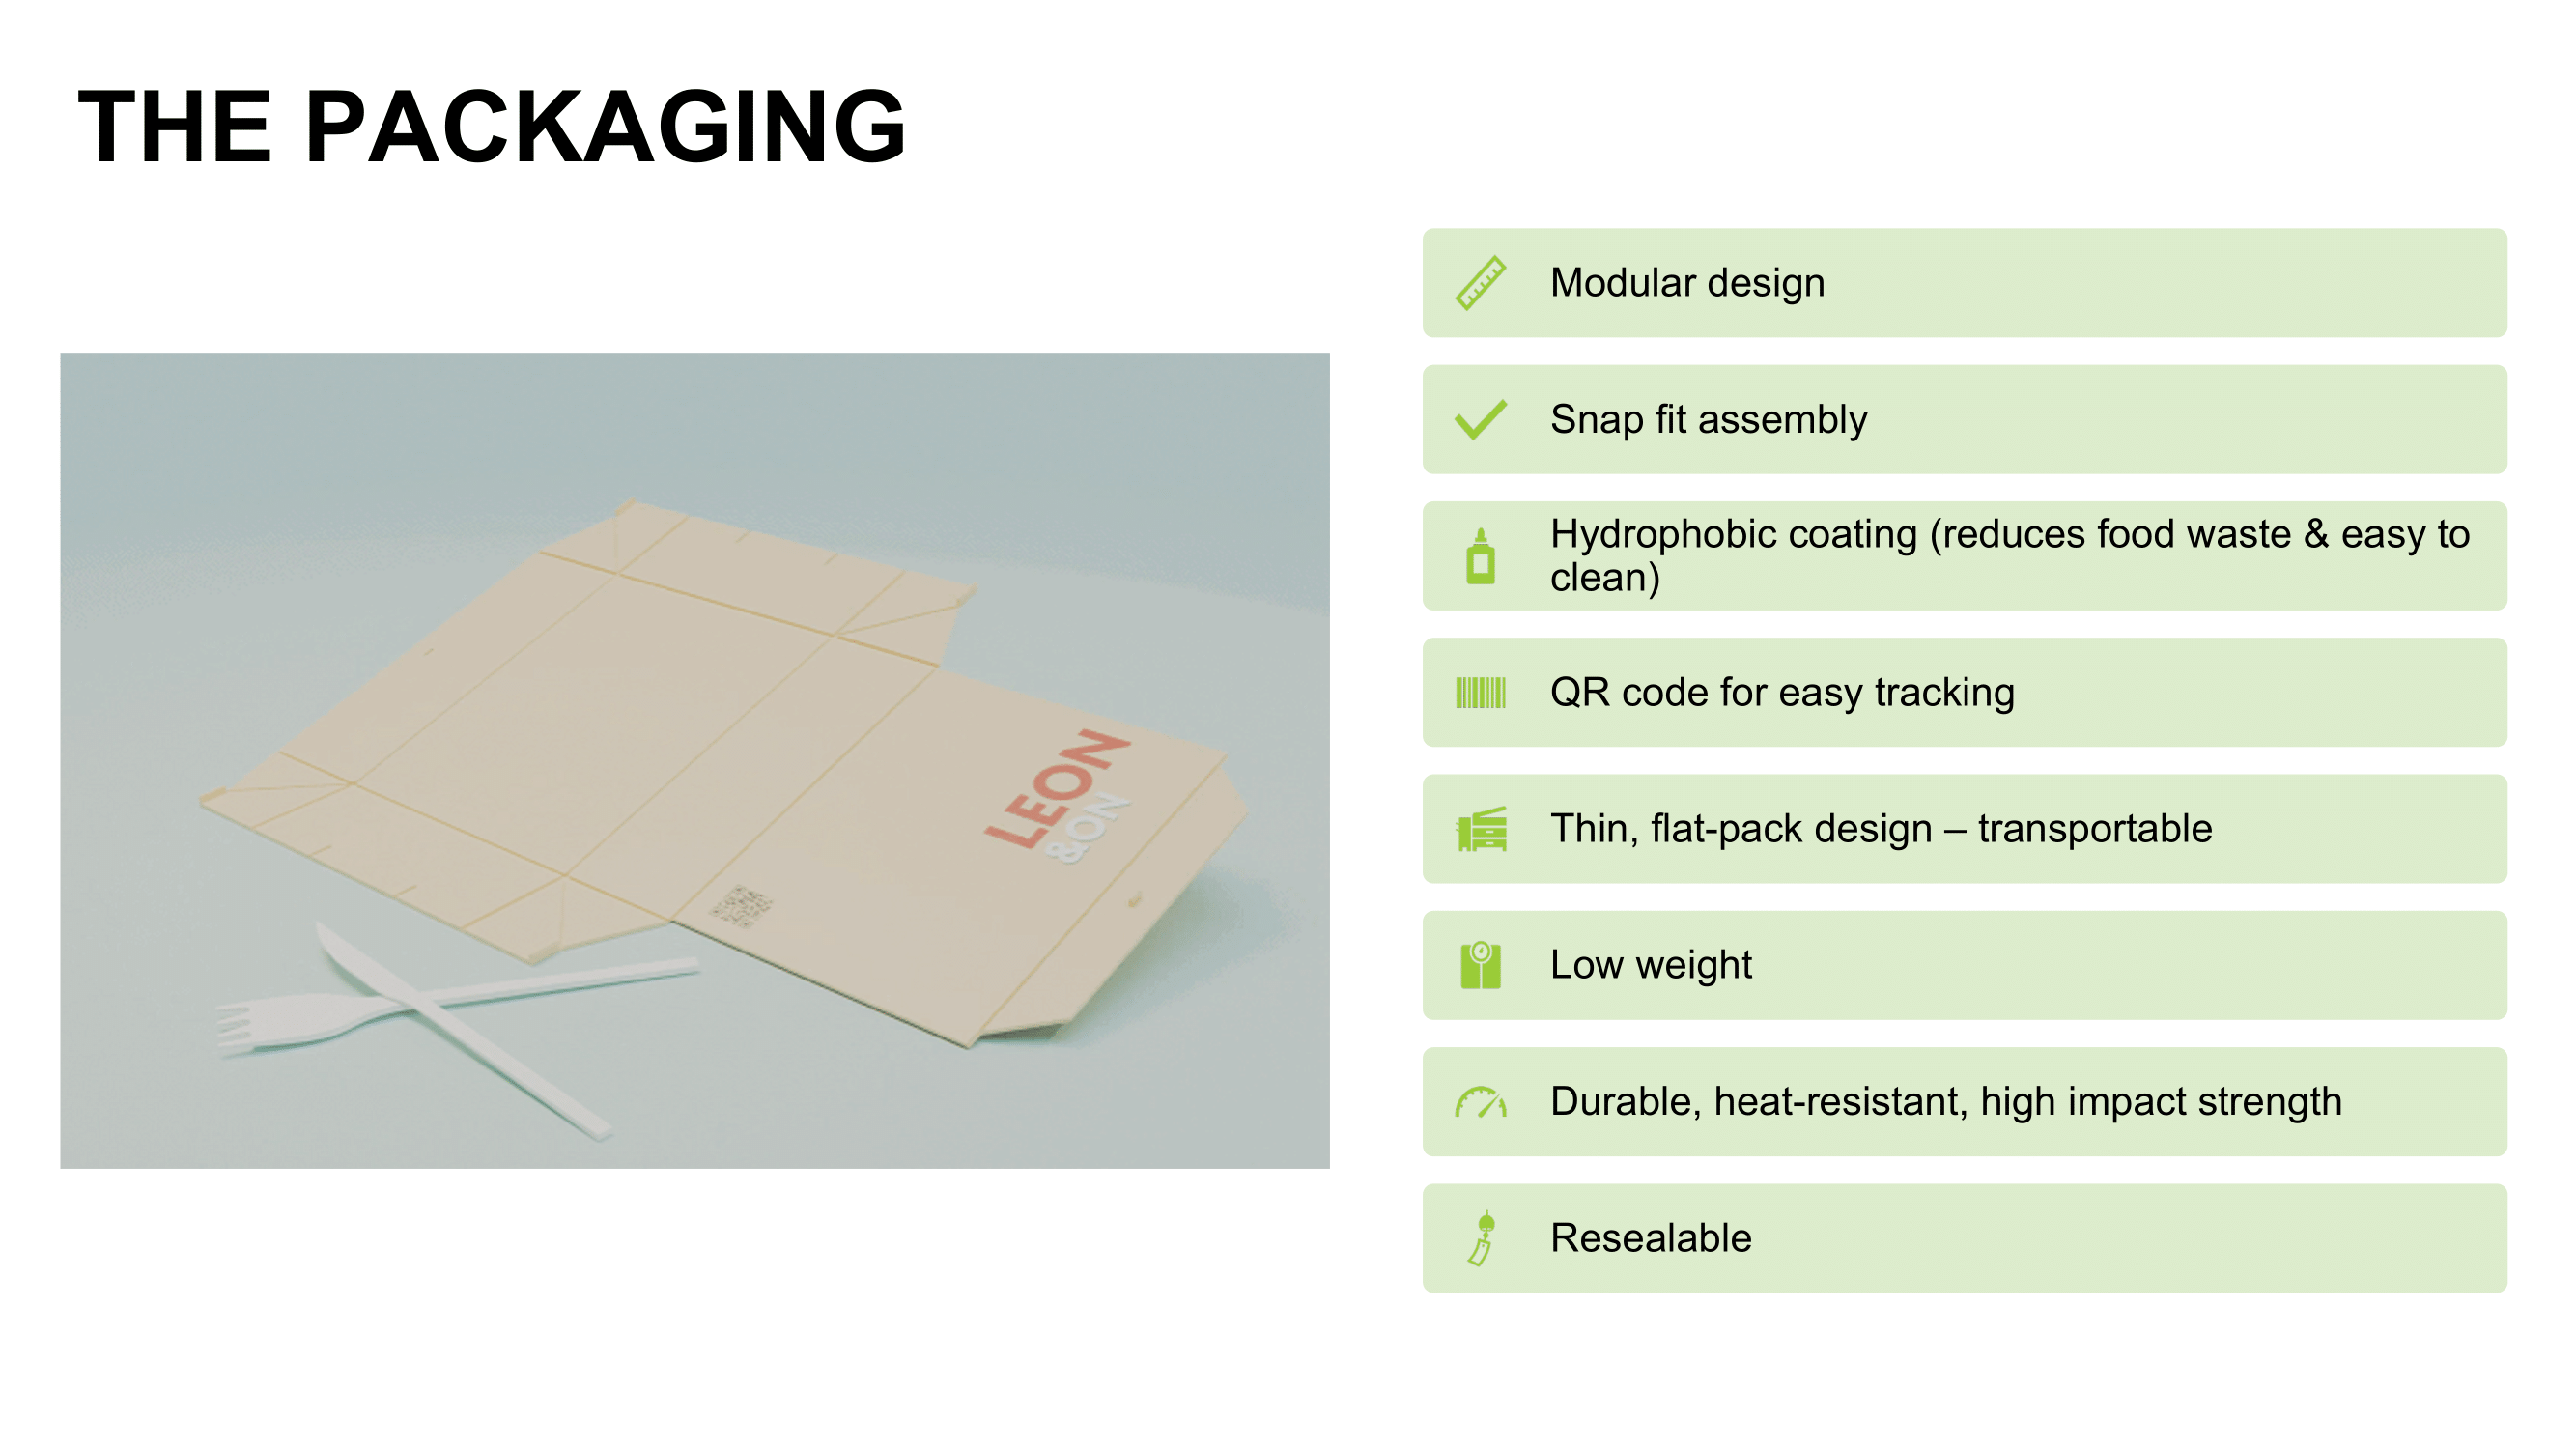 THE PACKAGING
LEON
&ON
Modular design
Snap fit assembly
Hydrophobic coating (reduces food waste & easy to
clean)
QR code for easy tracking
Thin, flat-pack design – transportable
Low weight
Durable, heat-resistant, high impact strength
Resealable